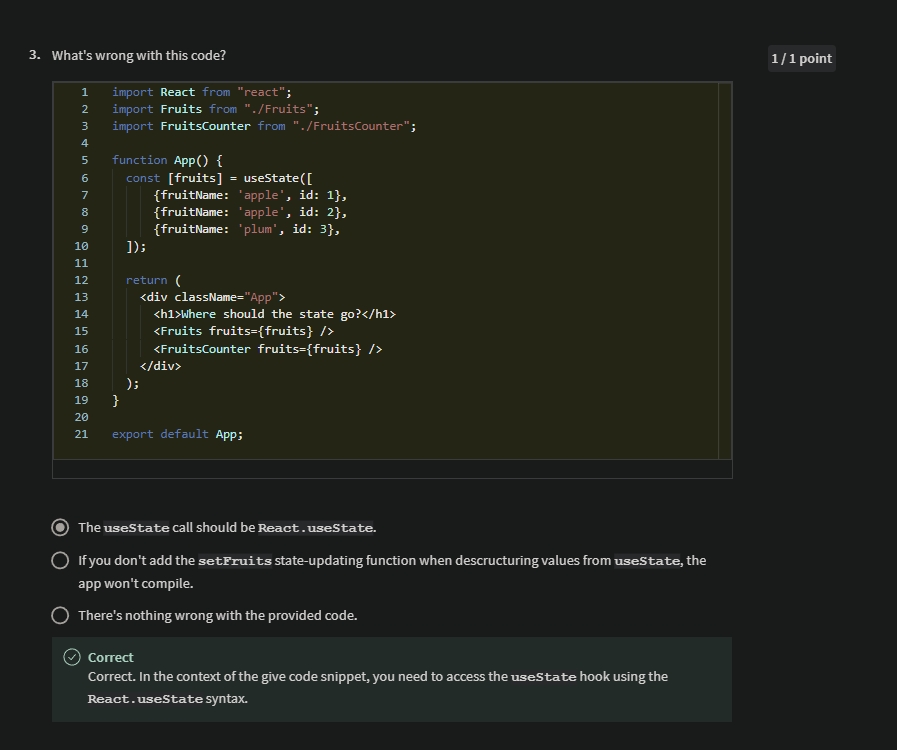 3. What's wrong with this code?
1 / 1 point
1 import React from "react";
2 import Fruits from "./Fruits";
3 import FruitsCounter from "./FruitsCounter";
4
5 function App() {
6   const [fruits] = useState([
7       {fruitName: 'apple', id: 1},
8       {fruitName: 'apple', id: 2},
9       {fruitName: 'plum', id: 3},
10   ]);
11
12   return (
13     <div className="App">
14       <h1>Where should the state go?</h1>
15       <Fruits fruits={fruits} />
16       <FruitsCounter fruits={fruits} />
17     </div>
18   );
19 }
20
21 export default App;
The useState call should be React.useState.
If you don't add the setFruits state-updating function when descructuring values from useState, the
app won't compile.
There's nothing wrong with the provided code.
Correct
Correct. In the context of the give code snippet, you need to access the useState hook using the
React.useState syntax.